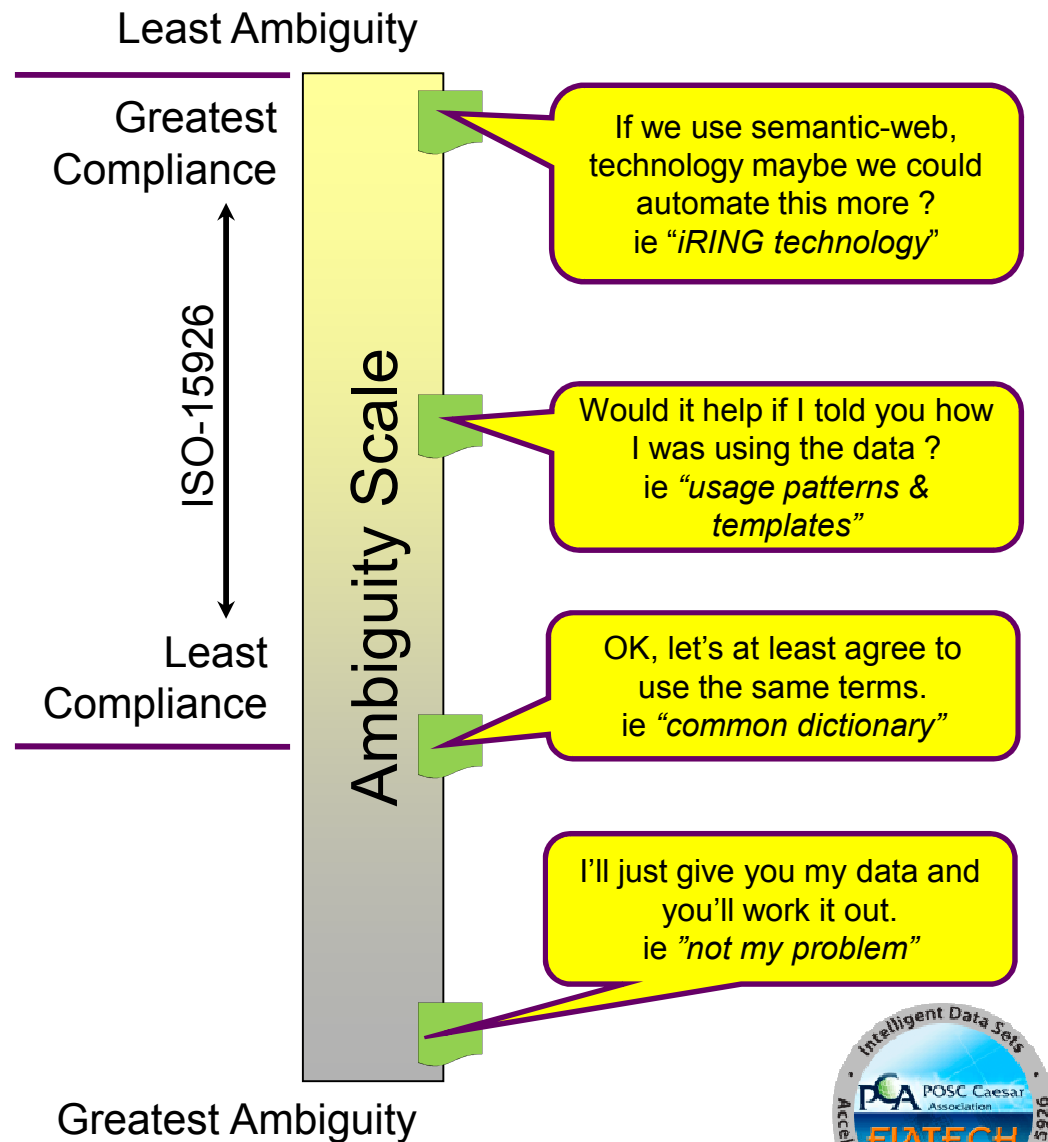 Least Ambiguity
Greatest
Compliance
ISO-15926
Least
Compliance
Ambiguity Scale
If we use semantic-web,
technology maybe we could
automate this more ?
ie “iRING technology”
Would it help if I told you how
I was using the data ?
ie “usage patterns &
templates”
OK, let’s at least agree to
use the same terms.
ie “common dictionary”
I’ll just give you my data and
you’ll work it out.
ie ”not my problem”
Greatest Ambiguity
Intelligent Data Sets
PCA POSC Caesar
Association
FIATECH